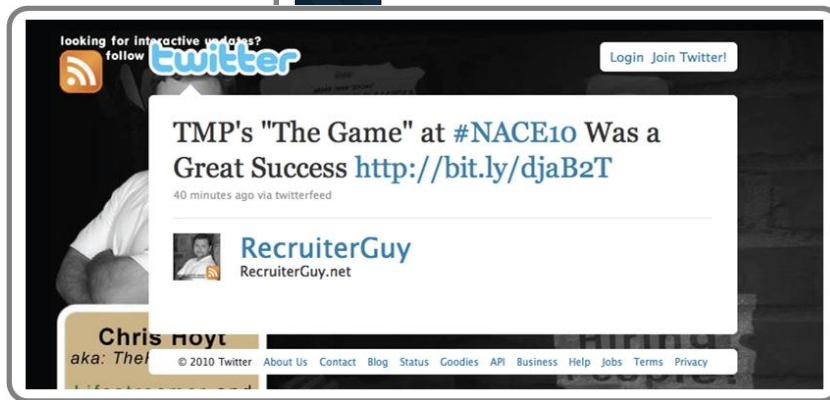 looking for interactive updates?
follow
twitter
Login Join Twitter!
TMP's "The Game" at #NACE10 Was a
Great Success http://bit.ly/djaB2T
40 minutes ago via twitterfeed
RecruiterGuy
RecruiterGuy.net
Chris Hoyt
aka:
© 2010 Twitter About Us Contact Blog Status Goodies API Business Help Jobs Terms Privacy